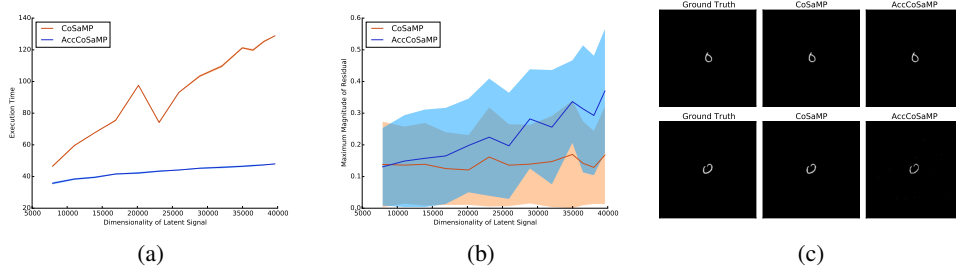 CoSaMP
AccCoSaMP
140
120
100
80
60
40
20
Execution Time
5000 10000 15000 20000 25000 30000 35000 40000
Dimensionality of Latent Signal
(a)
CoSaMP
AccCoSaMP
0.6
0.5
0.4
0.3
0.2
0.1
0.0
Maximum Magnitude of Residual
5000 10000 15000 20000 25000 30000 35000 40000
Dimensionality of Latent Signal
(b)
Ground Truth CoSaMP AccCoSaMP
Ground Truth CoSaMP AccCoSaMP
(c)